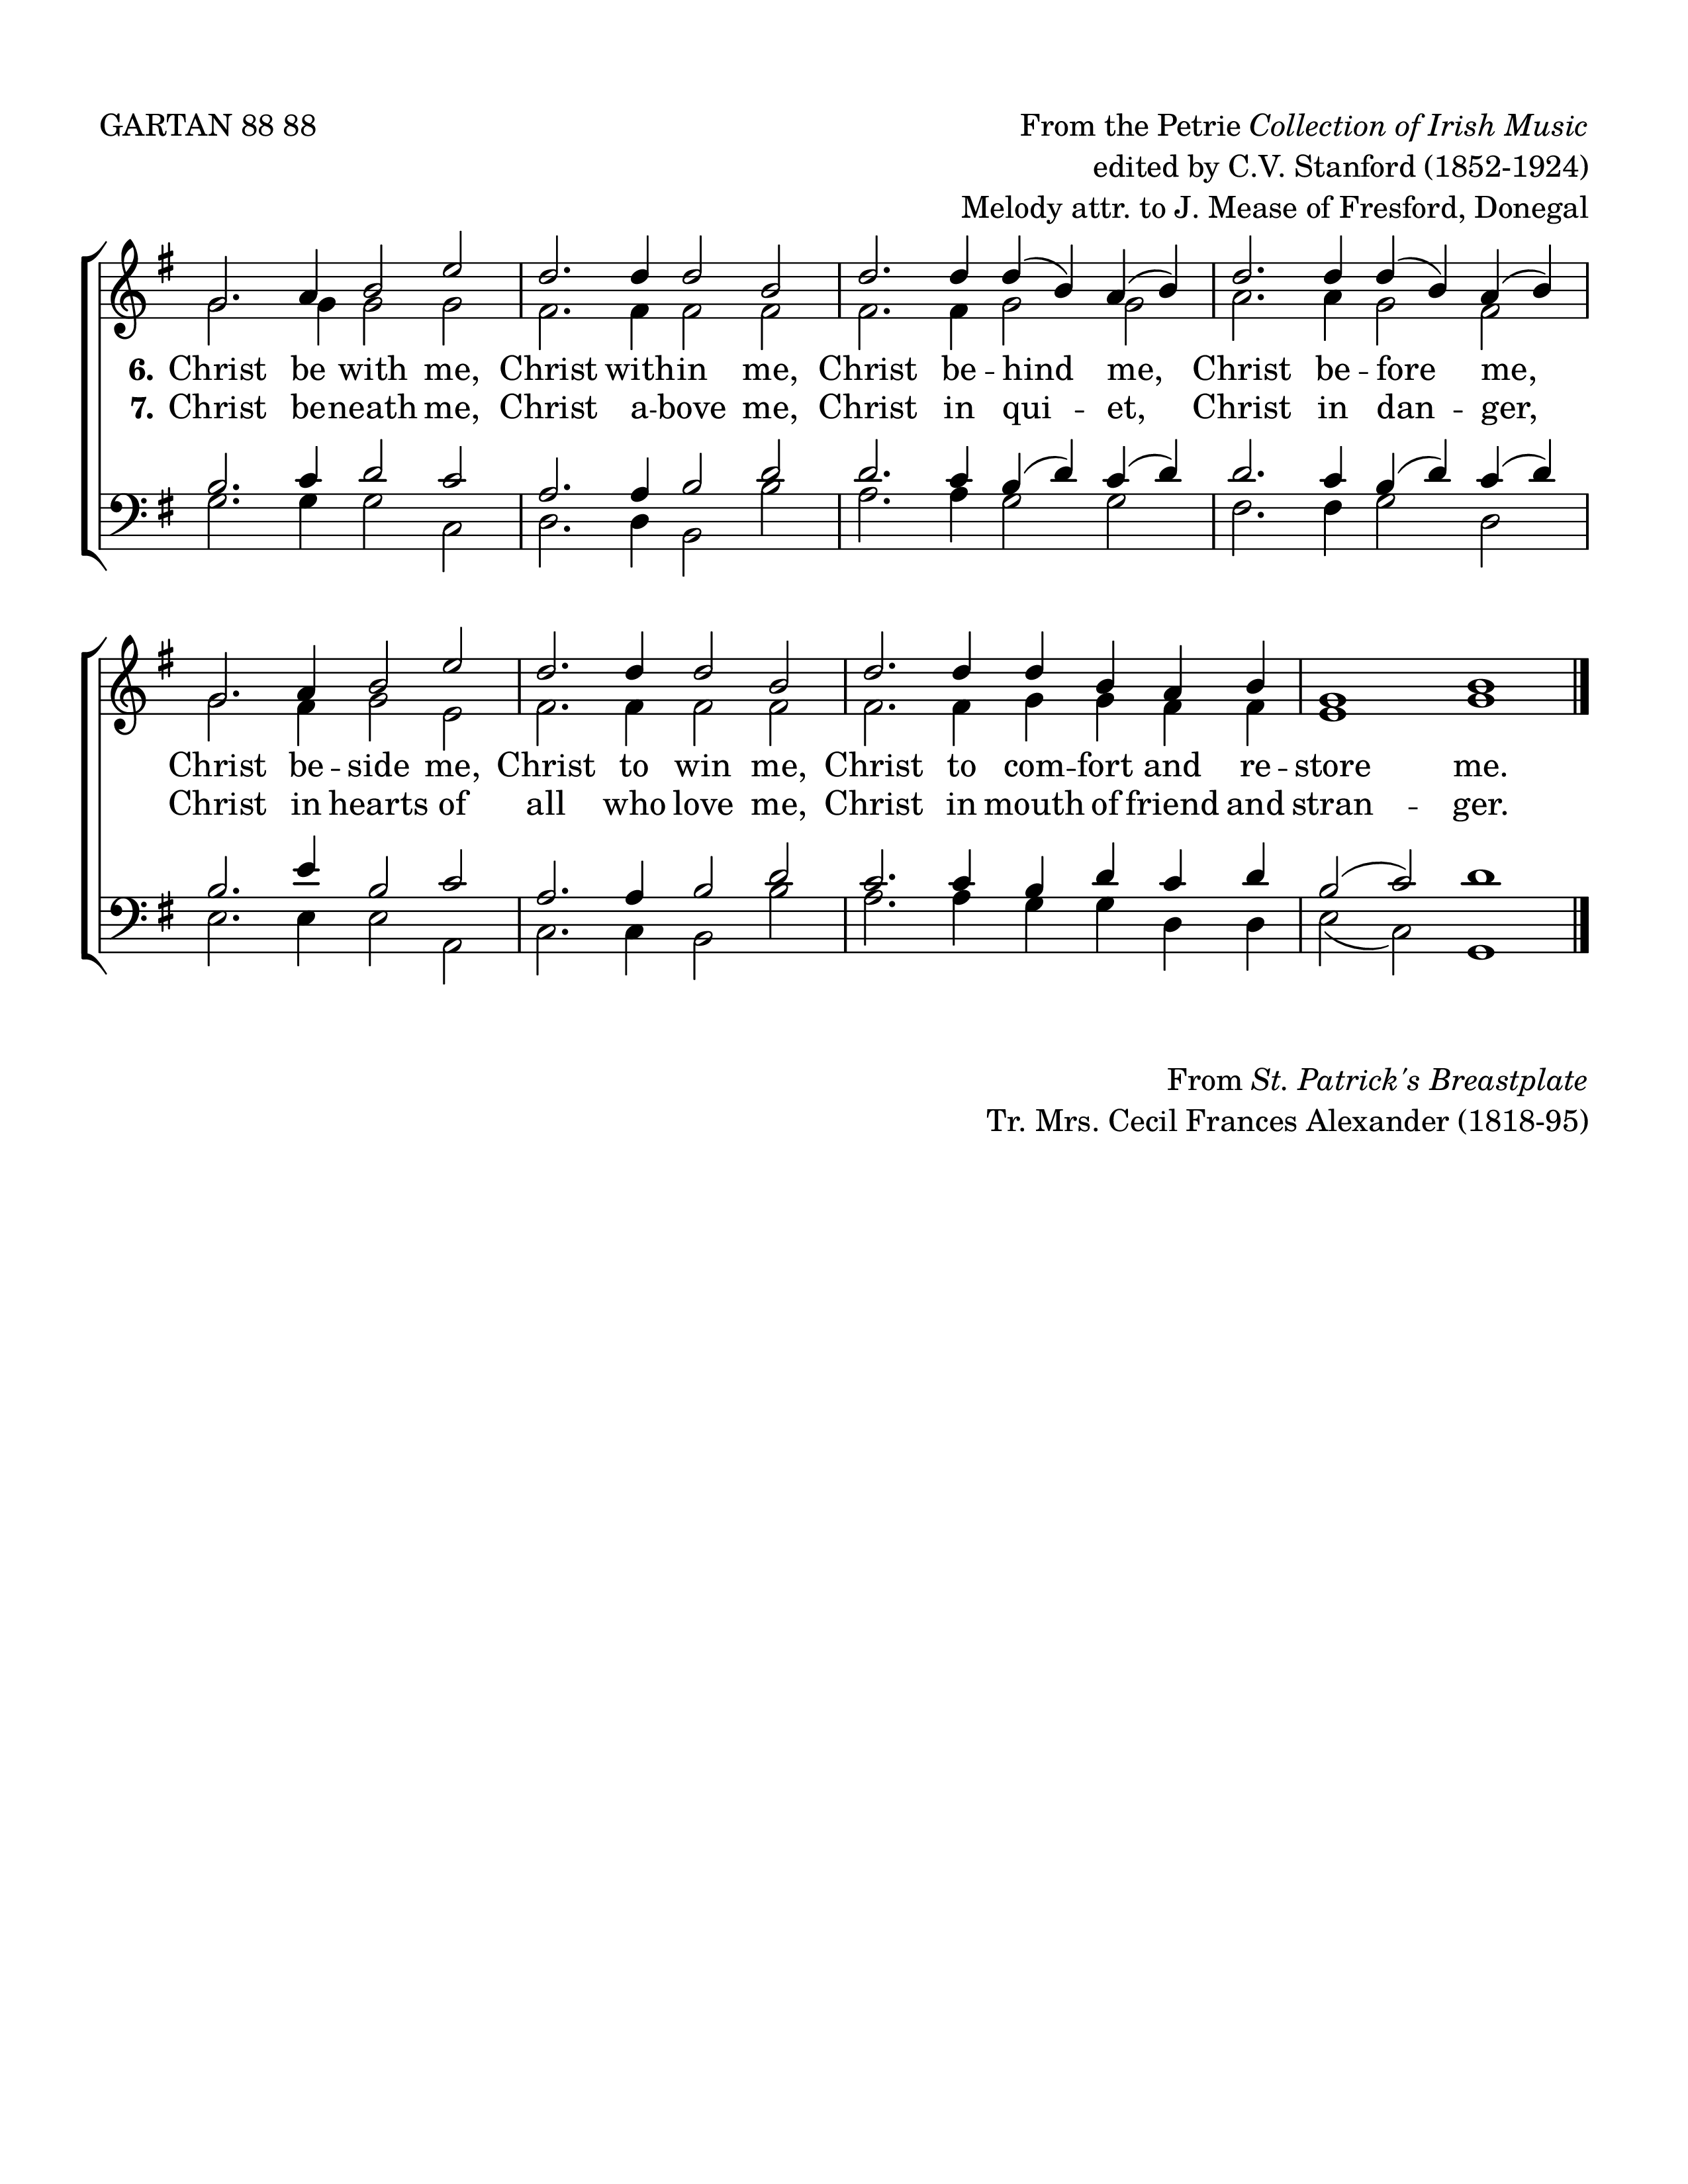 GARTAN 88 88
From the Petrie Collection of Irish Music
edited by C.V. Stanford (1852-1924)
Melody attr. to J. Mease of Fresford, Donegal
6. Christ be with me, Christ within me, Christ be - hind me, Christ be - fore me,
7. Christ beneath me, Christ a - bove me, Christ in qui - et, Christ in dan - ger,
Christ be - side me, Christ to win me, Christ to com - fort and re - store me.
Christ in hearts of all who love me, Christ in mouth of friend and stran - ger.
From St. Patrick's Breastplate
Tr. Mrs. Cecil Frances Alexander (1818-95)